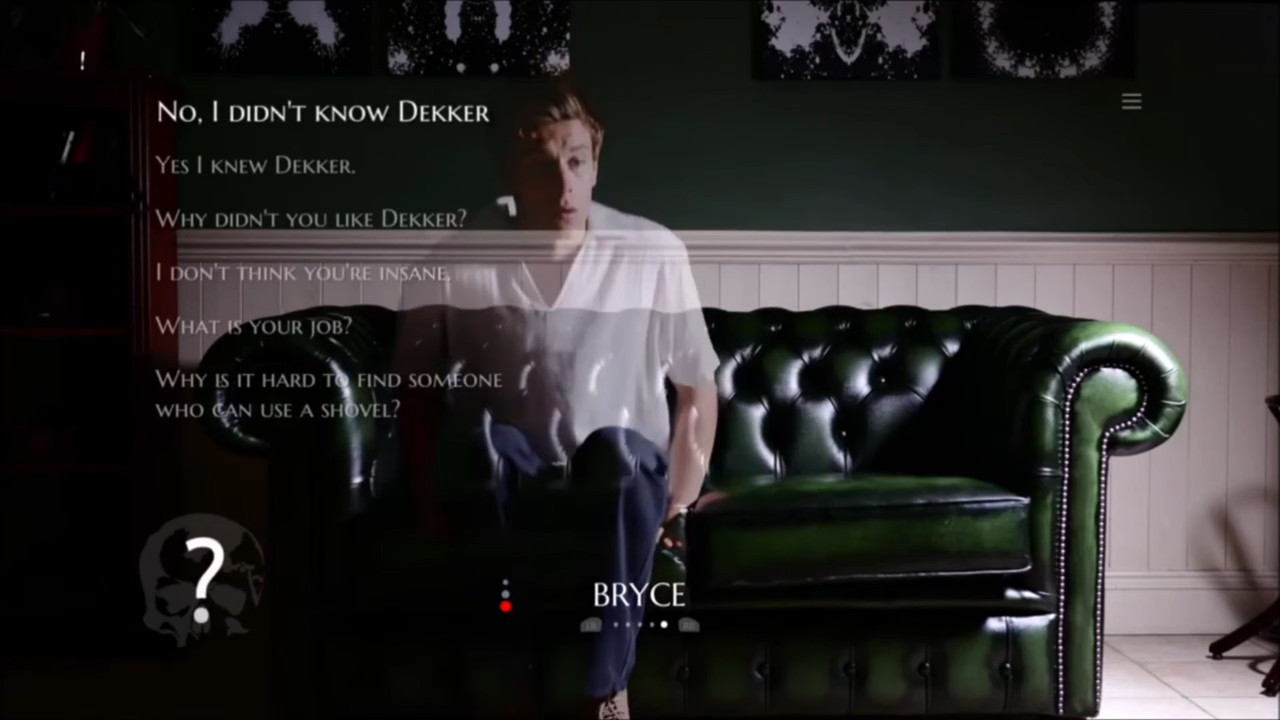 !
No, I didn't know Dekker
Yes I knew Dekker.
Why didn't you like Dekker?
I don't think you're insane.
What is your job?
Why is it hard to find someone
who can use a shovel?
?
BRYCE